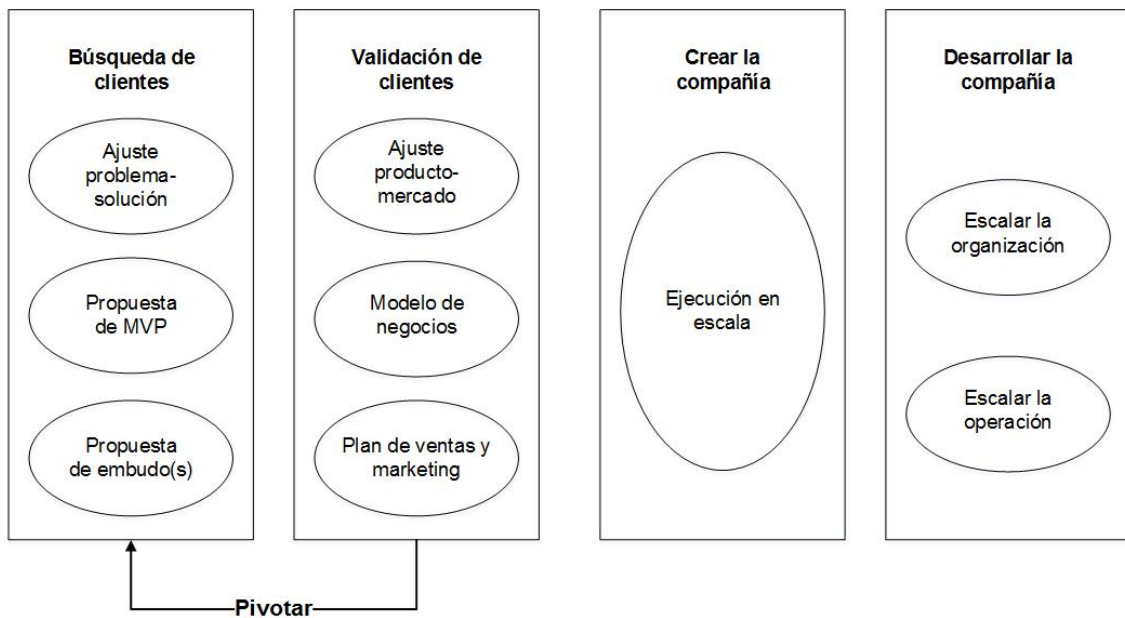 Búsqueda de
clientes
Ajuste
problema-
solución
Propuesta
de MVP
Propuesta
de embudo(s)
Validación de
clientes
Ajuste
producto-
mercado
Modelo de
negocios
Plan de ventas y
marketing
Crear la
compañía
Ejecución en
escala
Desarrollar la
compañía
Escalar la
organización
Escalar la
operación
Pivotar